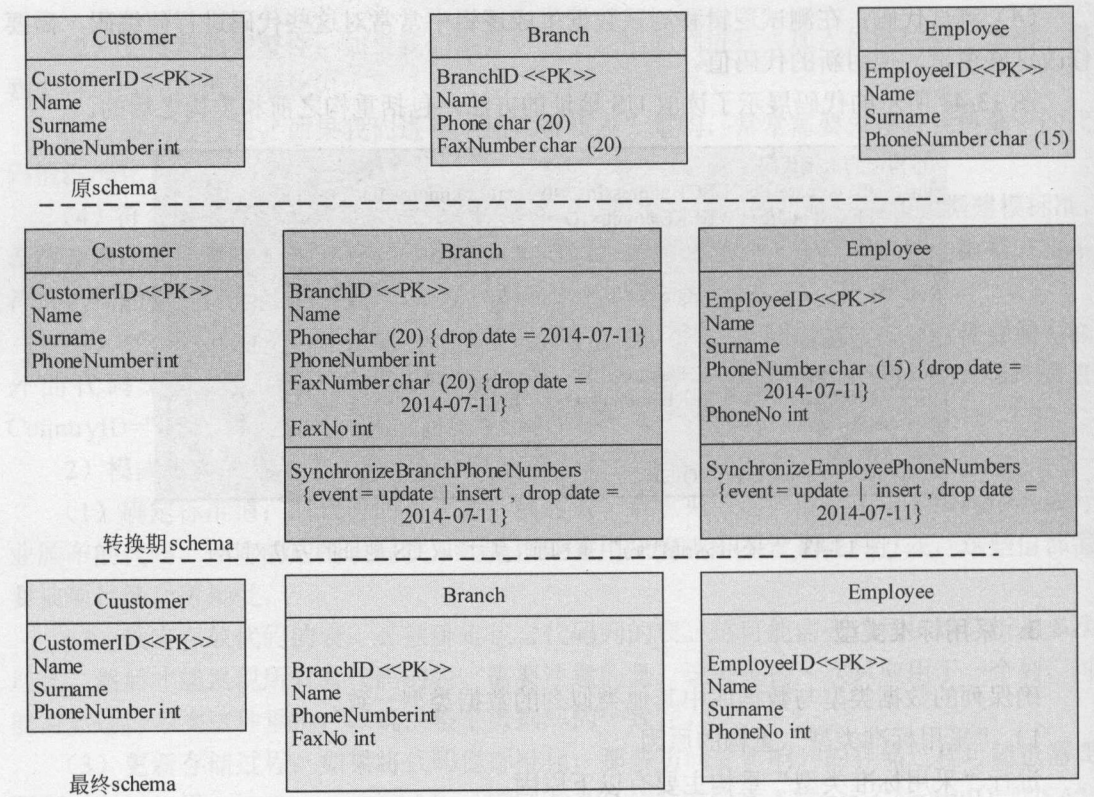 Customer
CustomerID<<PK>>
Name
Surname
PhoneNumber int
Branch
BranchID <<PK>>
Name
Phone char (20)
FaxNumber char (20)
Employee
EmployeeID<<PK>>
Name
Surname
PhoneNumber char (15)
原schema
Customer
CustomerID<<PK>>
Name
Surname
PhoneNumber int
Branch
BranchID <<PK>>
Name
Phonechar (20) {drop date = 2014-07-11}
PhoneNumber int
FaxNumber char (20) {drop date =
2014-07-11}
FaxNo int
SynchronizeBranchPhoneNumbers
{event = update | insert , drop date =
2014-07-11}
Employee
EmployeeID<<PK>>
Name
Surname
PhoneNumber char (15) {drop date =
2014-07-11}
PhoneNo int
SynchronizeEmployeePhoneNumbers
{event = update | insert , drop date =
2014-07-11}
转换期schema
Cuustomer
CustomerID<<PK>>
Name
Surname
PhoneNumber int
Branch
BranchID <<PK>>
Name
PhoneNumberint
FaxNo int
Employee
EmployeeID<<PK>>
Name
Surname
PhoneNo int
最终schema